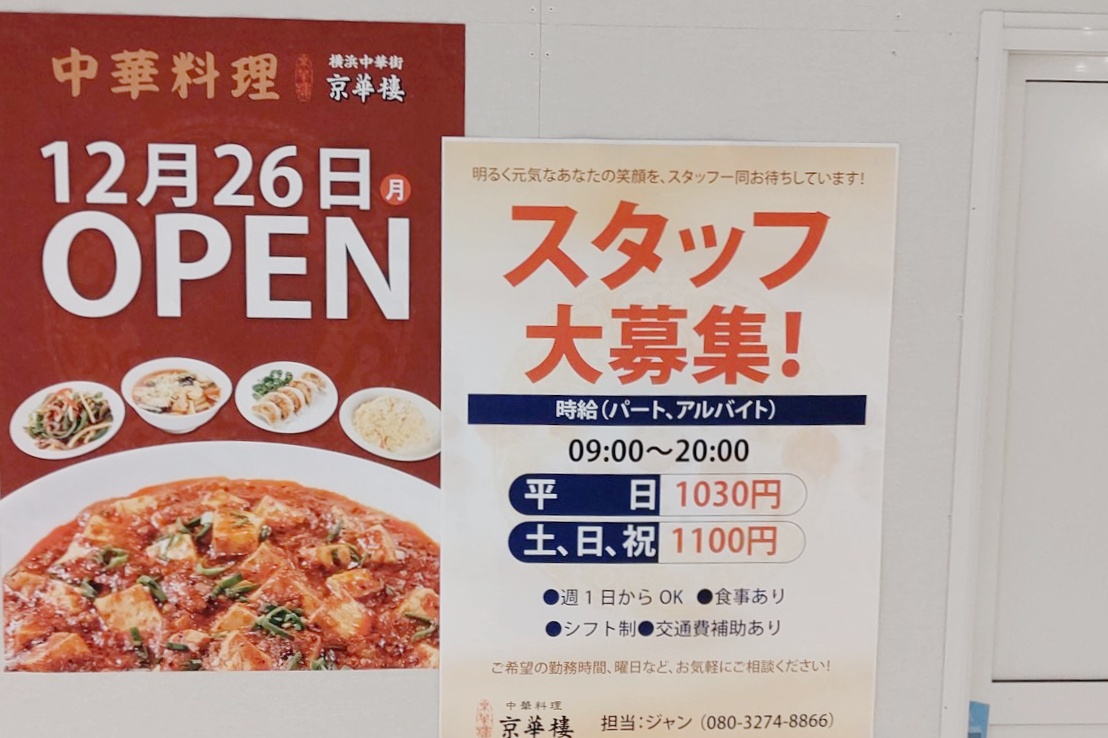 中華料理
横浜中華街
京華樓
12月26日月
OPEN
明るく元気なあなたの笑顔を、スタッフ一同お待ちしています！
スタッフ
大募集！
時給（パート、アルバイト）
09:00～20:00
平日 1030円
土、日、祝 1100円
●週1日からOK ●食事あり
●シフト制●交通費補助あり
ご希望の勤務時間、曜日など、お気軽にご相談ください！
中華料理
京華樓 担当：ジャン（080-3274-8866）